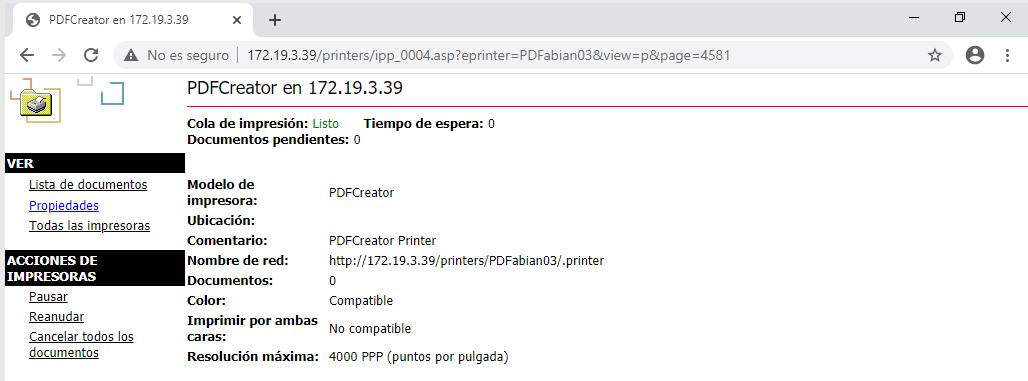 PDFCreator en 172.19.3.39
No es seguro 172.19.3.39/printers/ipp_0004.asp?eprinter=PDFabian03&view=p&page=4581
PDFCreator en 172.19.3.39
Cola de impresión: Listo Tiempo de espera: 0
Documentos pendientes: 0
VER
Lista de documentos
Propiedades
Todas las impresoras
ACCIONES DE
IMPRESORAS
Pausar
Reanudar
Cancelar todos los
documentos
Modelo de
impresora: PDFCreator
Ubicación:
Comentario: PDFCreator Printer
Nombre de red: http://172.19.3.39/printers/PDFabian03/.printer
Documentos: 0
Color: Compatible
Imprimir por ambas
caras: No compatible
Resolución máxima: 4000 PPP (puntos por pulgada)